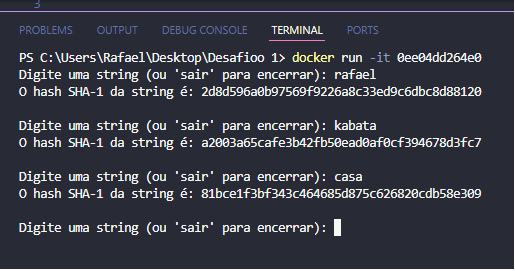 3
PROBLEMS OUTPUT DEBUG CONSOLE TERMINAL PORTS
PS C:\Users\Rafael\Desktop\Desafioo 1> docker run -it 0ee04dd264e0
Digite uma string (ou 'sair' para encerrar): rafael
O hash SHA-1 da string é: 2d8d596a0b97569f9226a8c33ed9c6dbc8d88120
Digite uma string (ou 'sair' para encerrar): kabata
O hash SHA-1 da string é: a2003a65cafe3b42fb50ead0af0cf394678d3fc7
Digite uma string (ou 'sair' para encerrar): casa
O hash SHA-1 da string é: 81bce1f3bf343c464685d875c626820cdb58e309
Digite uma string (ou 'sair' para encerrar):